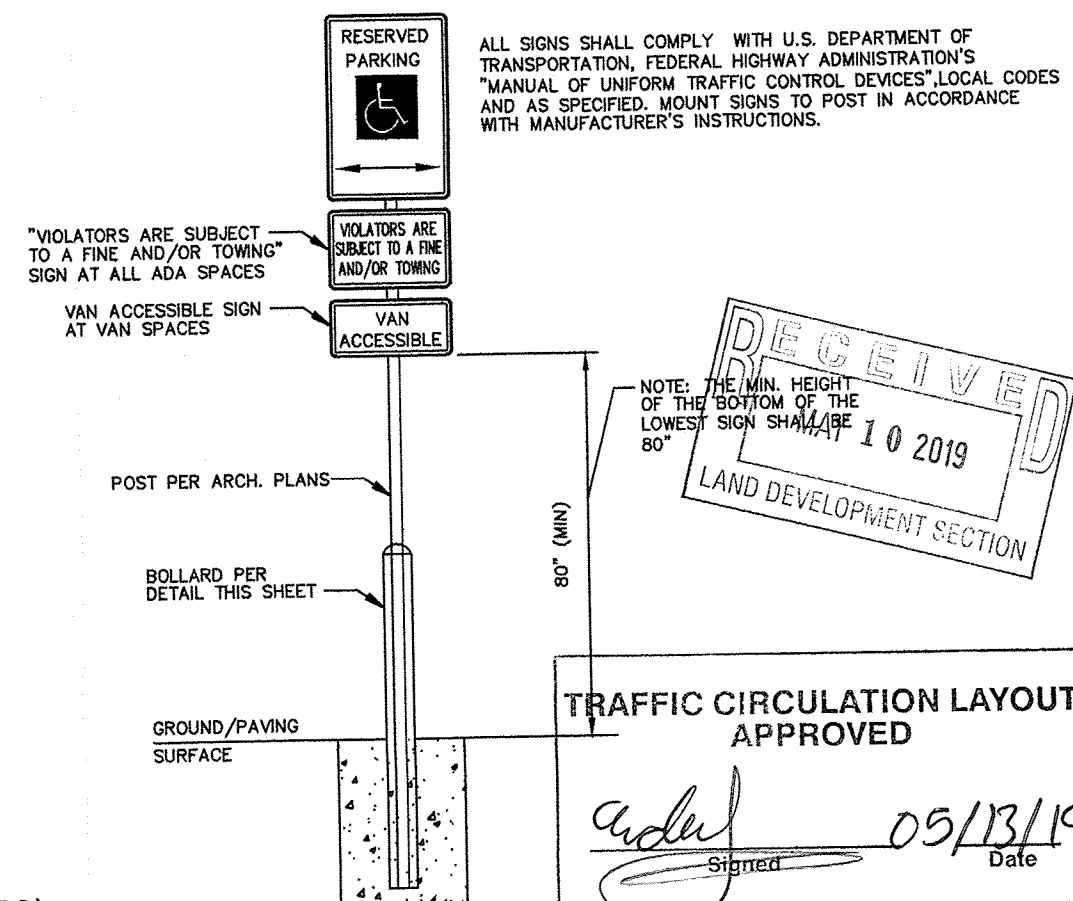 RESERVED
PARKING
ALL SIGNS SHALL COMPLY WITH U.S. DEPARTMENT OF
TRANSPORTATION, FEDERAL HIGHWAY ADMINISTRATION'S
"MANUAL OF UNIFORM TRAFFIC CONTROL DEVICES",LOCAL CODES
AND AS SPECIFIED. MOUNT SIGNS TO POST IN ACCORDANCE
WITH MANUFACTURER'S INSTRUCTIONS.
"VIOLATORS ARE SUBJECT
TO A FINE AND/OR TOWING"
SIGN AT ALL ADA SPACES
VIOLATORS ARE
SUBJECT TO A FINE
AND/OR TOWING
VAN ACCESSIBLE SIGN
AT VAN SPACES
VAN
ACCESSIBLE
NOTE: THE MIN. HEIGHT
OF THE BOTTOM OF THE
LOWEST SIGN SHALL BE
80"
RECEIVED
MAY 10 2019
LAND DEVELOPMENT SECTION
POST PER ARCH. PLANS
80" (MIN)
BOLLARD PER
DETAIL THIS SHEET
GROUND/PAVING
SURFACE
TRAFFIC CIRCULATION LAYOUT
APPROVED
05/13/19
Signed
Date